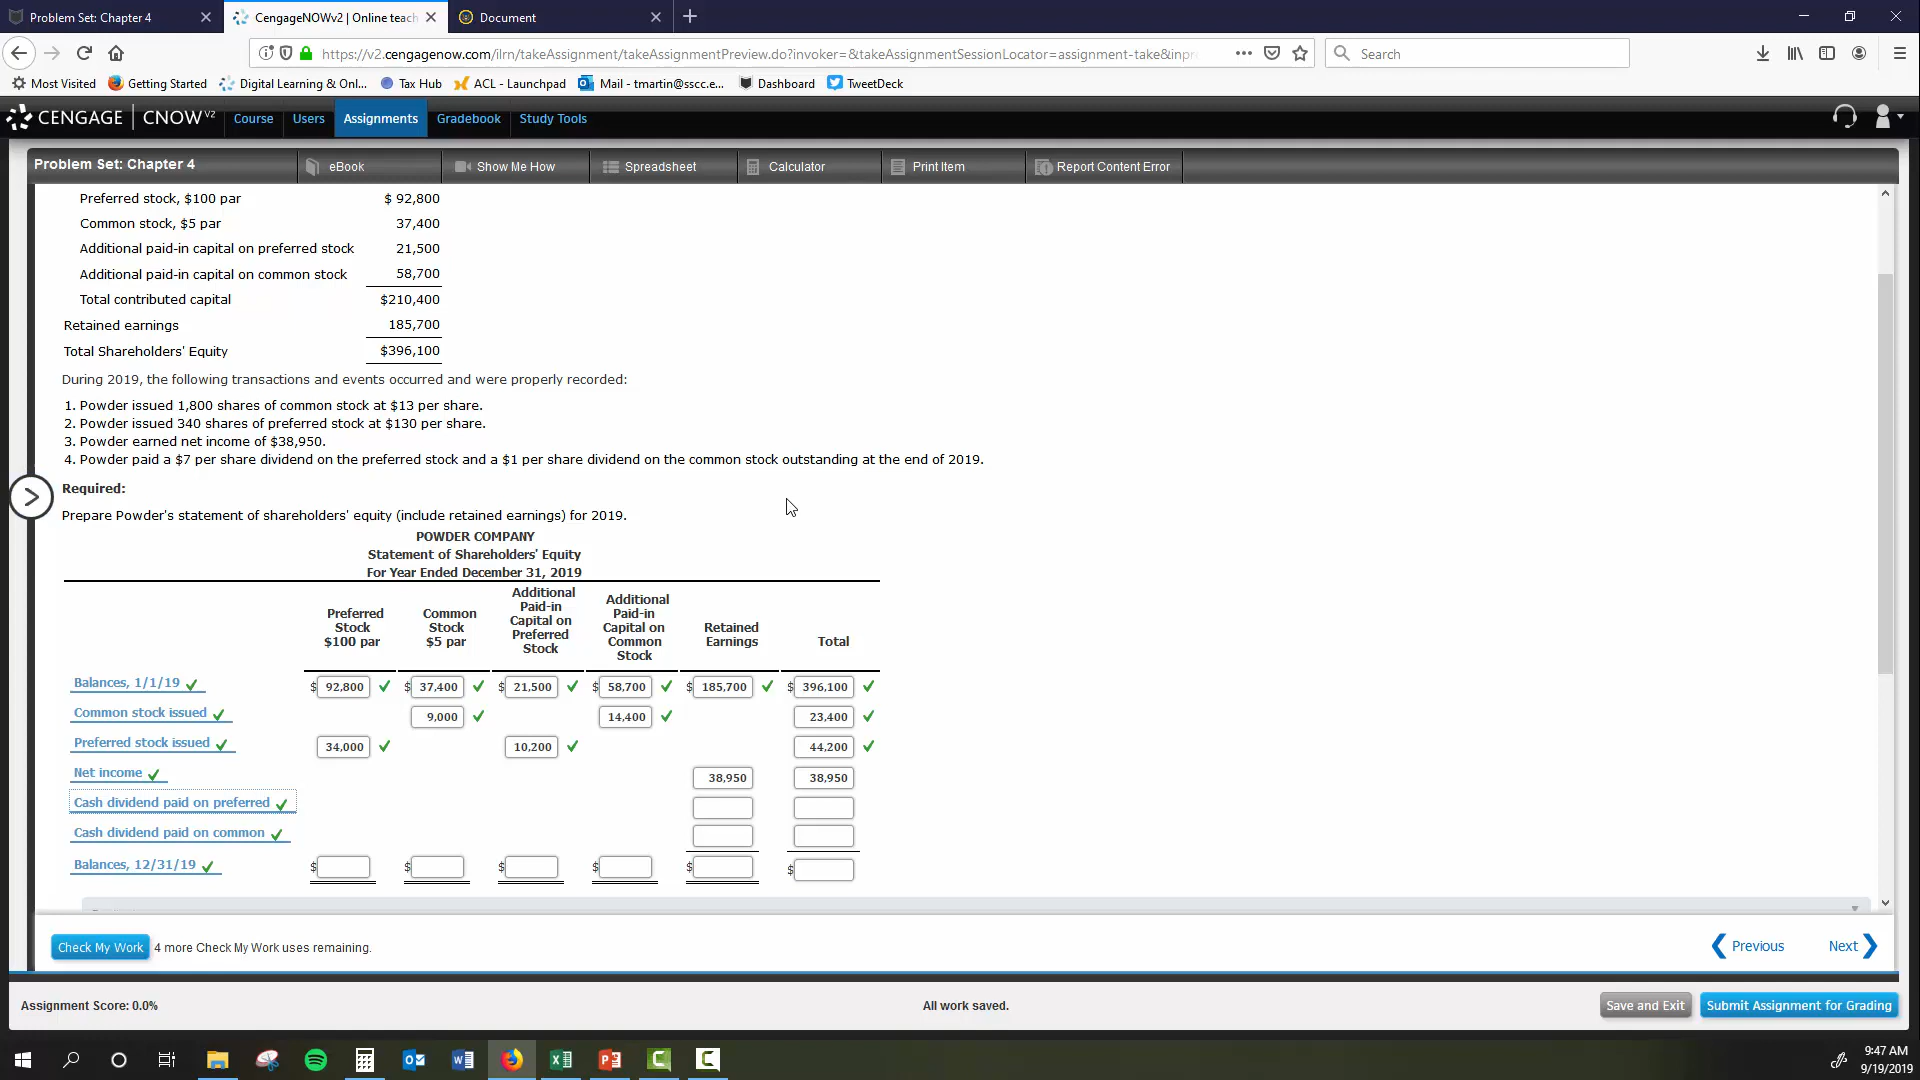 Problem Set: Chapter 4
CengageNOWv2 | Online teach
Document
https://v2.cengagenow.com/ilrn/takeAssignment/takeAssignmentPreview.do?invoker=&takeAssignmentSessionLocator=assignment-take&inpr
Search
Most Visited Getting Started Digital Learning & Onl... Tax Hub ACL - Launchpad Mail - tmartin@sscc.e... Dashboard TweetDeck
CENGAGE | CNOWv2 Course Users Assignments Gradebook Study Tools
Problem Set: Chapter 4 eBook Show Me How Spreadsheet Calculator Print Item Report Content Error
Preferred stock, $100 par $ 92,800
Common stock, $5 par 37,400
Additional paid-in capital on preferred stock 21,500
Additional paid-in capital on common stock 58,700
Total contributed capital $210,400
Retained earnings 185,700
Total Shareholders' Equity $396,100
During 2019, the following transactions and events occurred and were properly recorded:
1. Powder issued 1,800 shares of common stock at $13 per share.
2. Powder issued 340 shares of preferred stock at $130 per share.
3. Powder earned net income of $38,950.
4. Powder paid a $7 per share dividend on the preferred stock and a $1 per share dividend on the common stock outstanding at the end of 2019.
Required:
Prepare Powder's statement of shareholders' equity (include retained earnings) for 2019.
POWDER COMPANY
Statement of Shareholders' Equity
For Year Ended December 31, 2019
Preferred Stock $100 par
Common Stock $5 par
Additional Paid-in Capital on Preferred Stock
Additional Paid-in Capital on Common Stock
Retained Earnings
Total
Balances, 1/1/19 ✓ $ 92,800 ✓ $ 37,400 ✓ $ 21,500 ✓ $ 58,700 ✓ $ 185,700 ✓ $ 396,100 ✓
Common stock issued ✓ 9,000 ✓ 14,400 ✓ 23,400 ✓
Preferred stock issued ✓ 34,000 ✓ 10,200 ✓ 44,200 ✓
Net income ✓ 38,950 38,950
Cash dividend paid on preferred ✓
Cash dividend paid on common ✓
Balances, 12/31/19 ✓ $ $ $ $ $ $
Check My Work 4 more Check My Work uses remaining.
Previous Next
Assignment Score: 0.0% All work saved. Save and Exit Submit Assignment for Grading
9:47 AM
9/19/2019